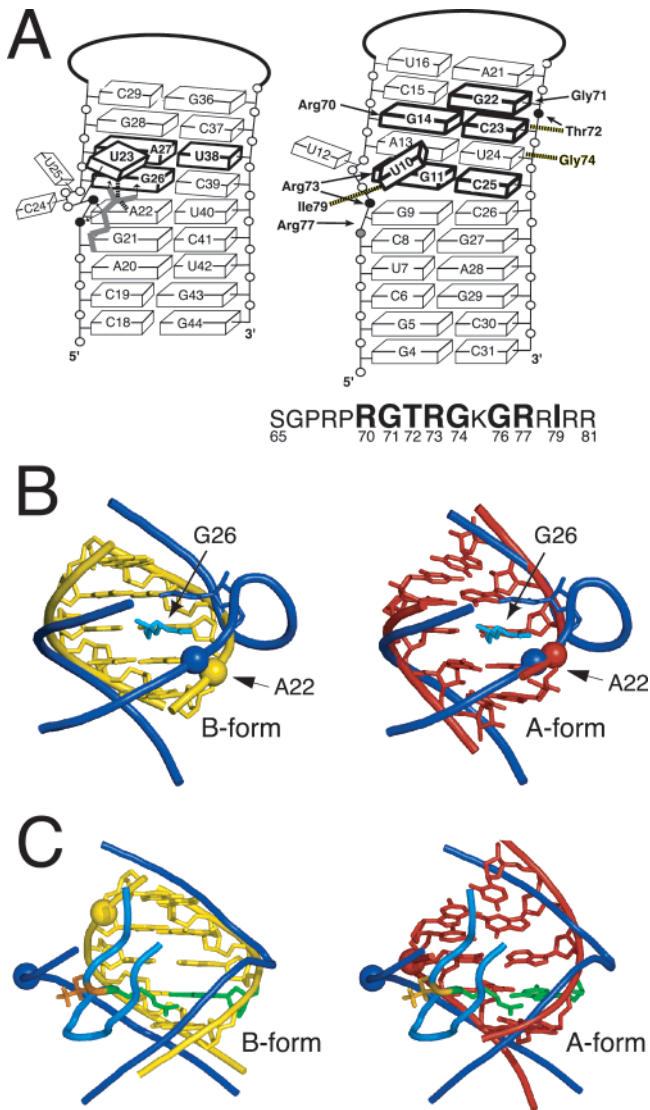 A
C29 G36
G28 C37
U23 A27 U38
U25 G26 C39
C24 A22 U40
G21 C41
A20 U42
C19 G43
C18 G44
5' 3'
U16 A21
C15 G22 Gly71
Arg70 G14 C23 Thr72
U12 A13 U24 Gly74
Arg73 U10 G11 C25
Ile79 G9 C26
Arg77 C8 G27
U7 A28
C6 G29
G5 C30
G4 C31
5' 3'
SGPRPRGTRGKGRRIRR
65 70 71 72 73 74 76 77 79 81
B
G26 G26
A22 A22
B-form A-form
C
B-form A-form